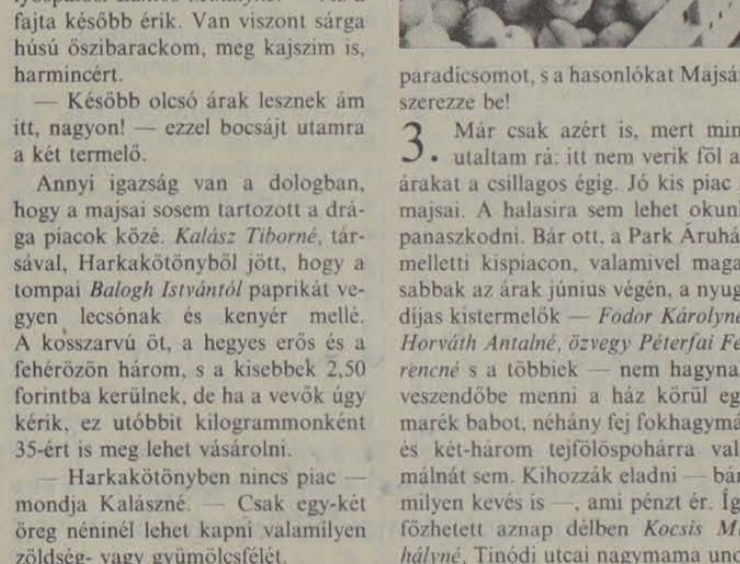 fajta később érik. Van viszont sárga
húsú őszibarackom, meg kajszim is,
harmincért.
— Később olcsó árak lesznek ám
itt, nagyon! — ezzel bocsájt utamra
a két termelő.
Annyi igazság van a dologban,
hogy a majsai sosem tartozott a drá-
ga piacok közé. Kalász Tiborné, tár-
sával, Harkakötönyből jött, hogy a
tompai Balogh Istvántól paprikát ve-
gyen lecsónak és kenyér mellé.
A kosszarvú öt, a hegyes erős és a
fehérözön három, s a kisebbek 2,50
forintba kerülnek, de ha a vevők úgy
kérik, ez utóbbit kilogrammonként
35-ért is meg lehet vásárolni.
— Harkakötönyben nincs piac —
mondja Kalászné. — Csak egy-két
öreg néninél lehet kapni valamilyen
zöldség- vagy gyümölcsfélét.
paradicsomot, s a hasonlókat Majsá
szerezze be!
3. Már csak azért is, mert min
utaltam rá: itt nem verik föl a
árakat a csillagos égig. Jó kis piac
majsai. A halasira sem lehet okun
panaszkodni. Bár ott, a Park Áruhá
melletti kispiacon, valamivel maga
sabbak az árak június végén, a nyug
díjas kistermelők — Fodor Károlyné
Horváth Antalné, özvegy Péterfai Fe
rencné s a többiek — nem hagyna
veszendőbe menni a ház körül eg
marék babot, néhány fej fokhagymá
és két-három tejfölöspohárra val
málnát sem. Kihozzák eladni — bár
milyen kevés is —, ami pénzt ér. Íg
főzhetett aznap délben Kocsis Mi
hályné, Tinódi utcai nagymama uno